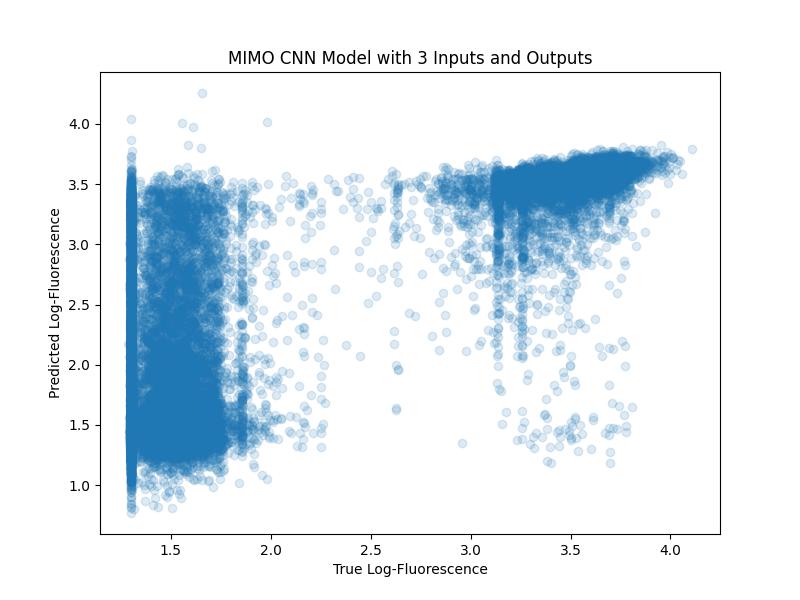 MIMO CNN Model with 3 Inputs and Outputs
Predicted Log-Fluorescence
4.0
3.5
3.0
2.5
2.0
1.5
1.0
1.5 2.0 2.5 3.0 3.5 4.0
True Log-Fluorescence